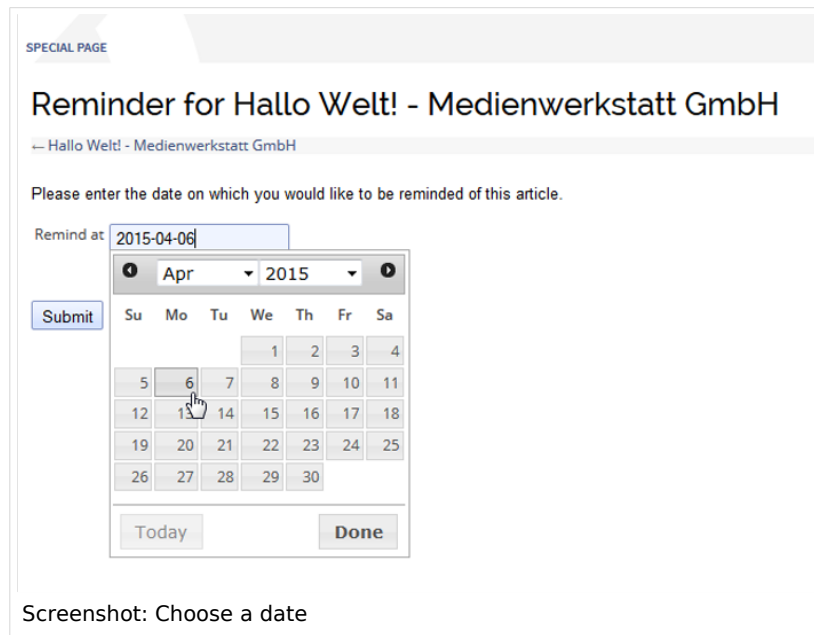 SPECIAL PAGE
Reminder for Hallo Welt! - Medienwerkstatt GmbH
← Hallo Welt! - Medienwerkstatt GmbH
Please enter the date on which you would like to be reminded of this article.
Remind at 2015-04-06
Apr 2015
Submit
Su Mo Tu We Th Fr Sa
1 2 3 4
5 6 7 8 9 10 11
12 13 14 15 16 17 18
19 20 21 22 23 24 25
26 27 28 29 30
Today Done
Screenshot: Choose a date